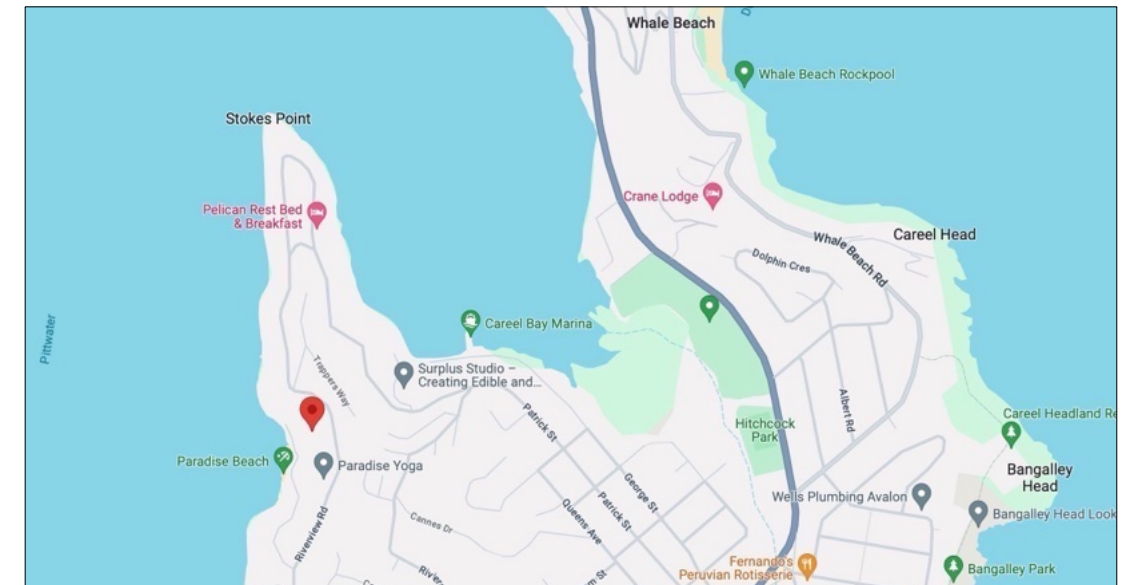 Whale Beach
Whale Beach Rockpool
Stokes Point
Crane Lodge
Pelican Rest Bed
& Breakfast
Careel Head
Whale Beach Rd
Dolphin Cres
Pittwater
Careel Bay Marina
Surplus Studio –
Creating Edible and...
Trappers Way
Albert Rd
Patrick St
Hitchcock
Park
Careel Headland Re
Paradise Beach
Paradise Yoga
Bangalley
Head
George St
Wells Plumbing Avalon
Patrick St
Queens Ave
Bangalley Head Look
Cannes Dr
Riverview Rd
Fernando's
Peruvian Rotisserie
Bangalley Park